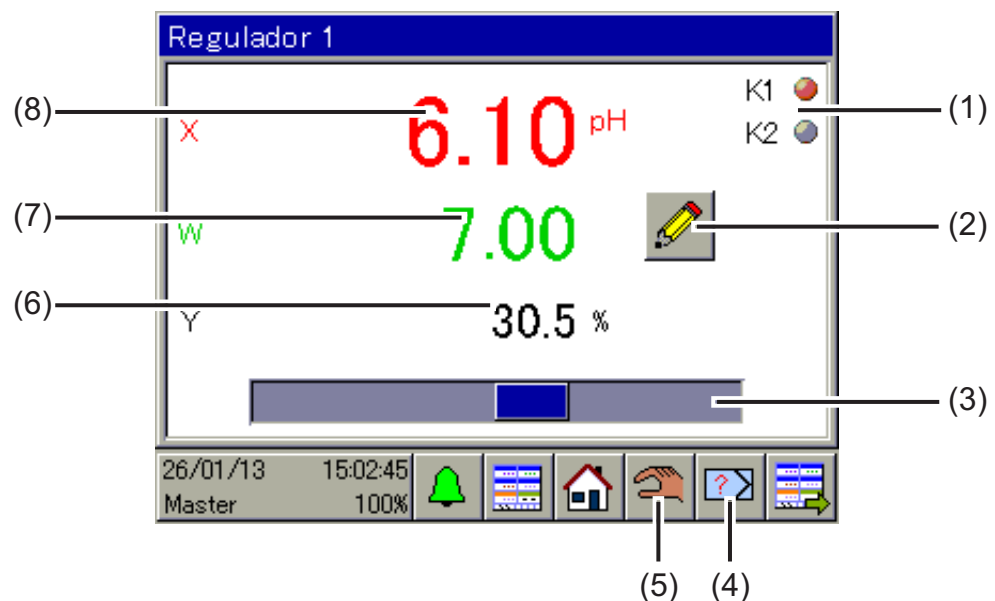 Regulador 1
(8) X 6.10 pH K1 (1)
K2
(7) W 7.00 (2)
(6) Y 30.5 %
(3)
26/01/13 15:02:45
Master 100% ?
(5) (4)